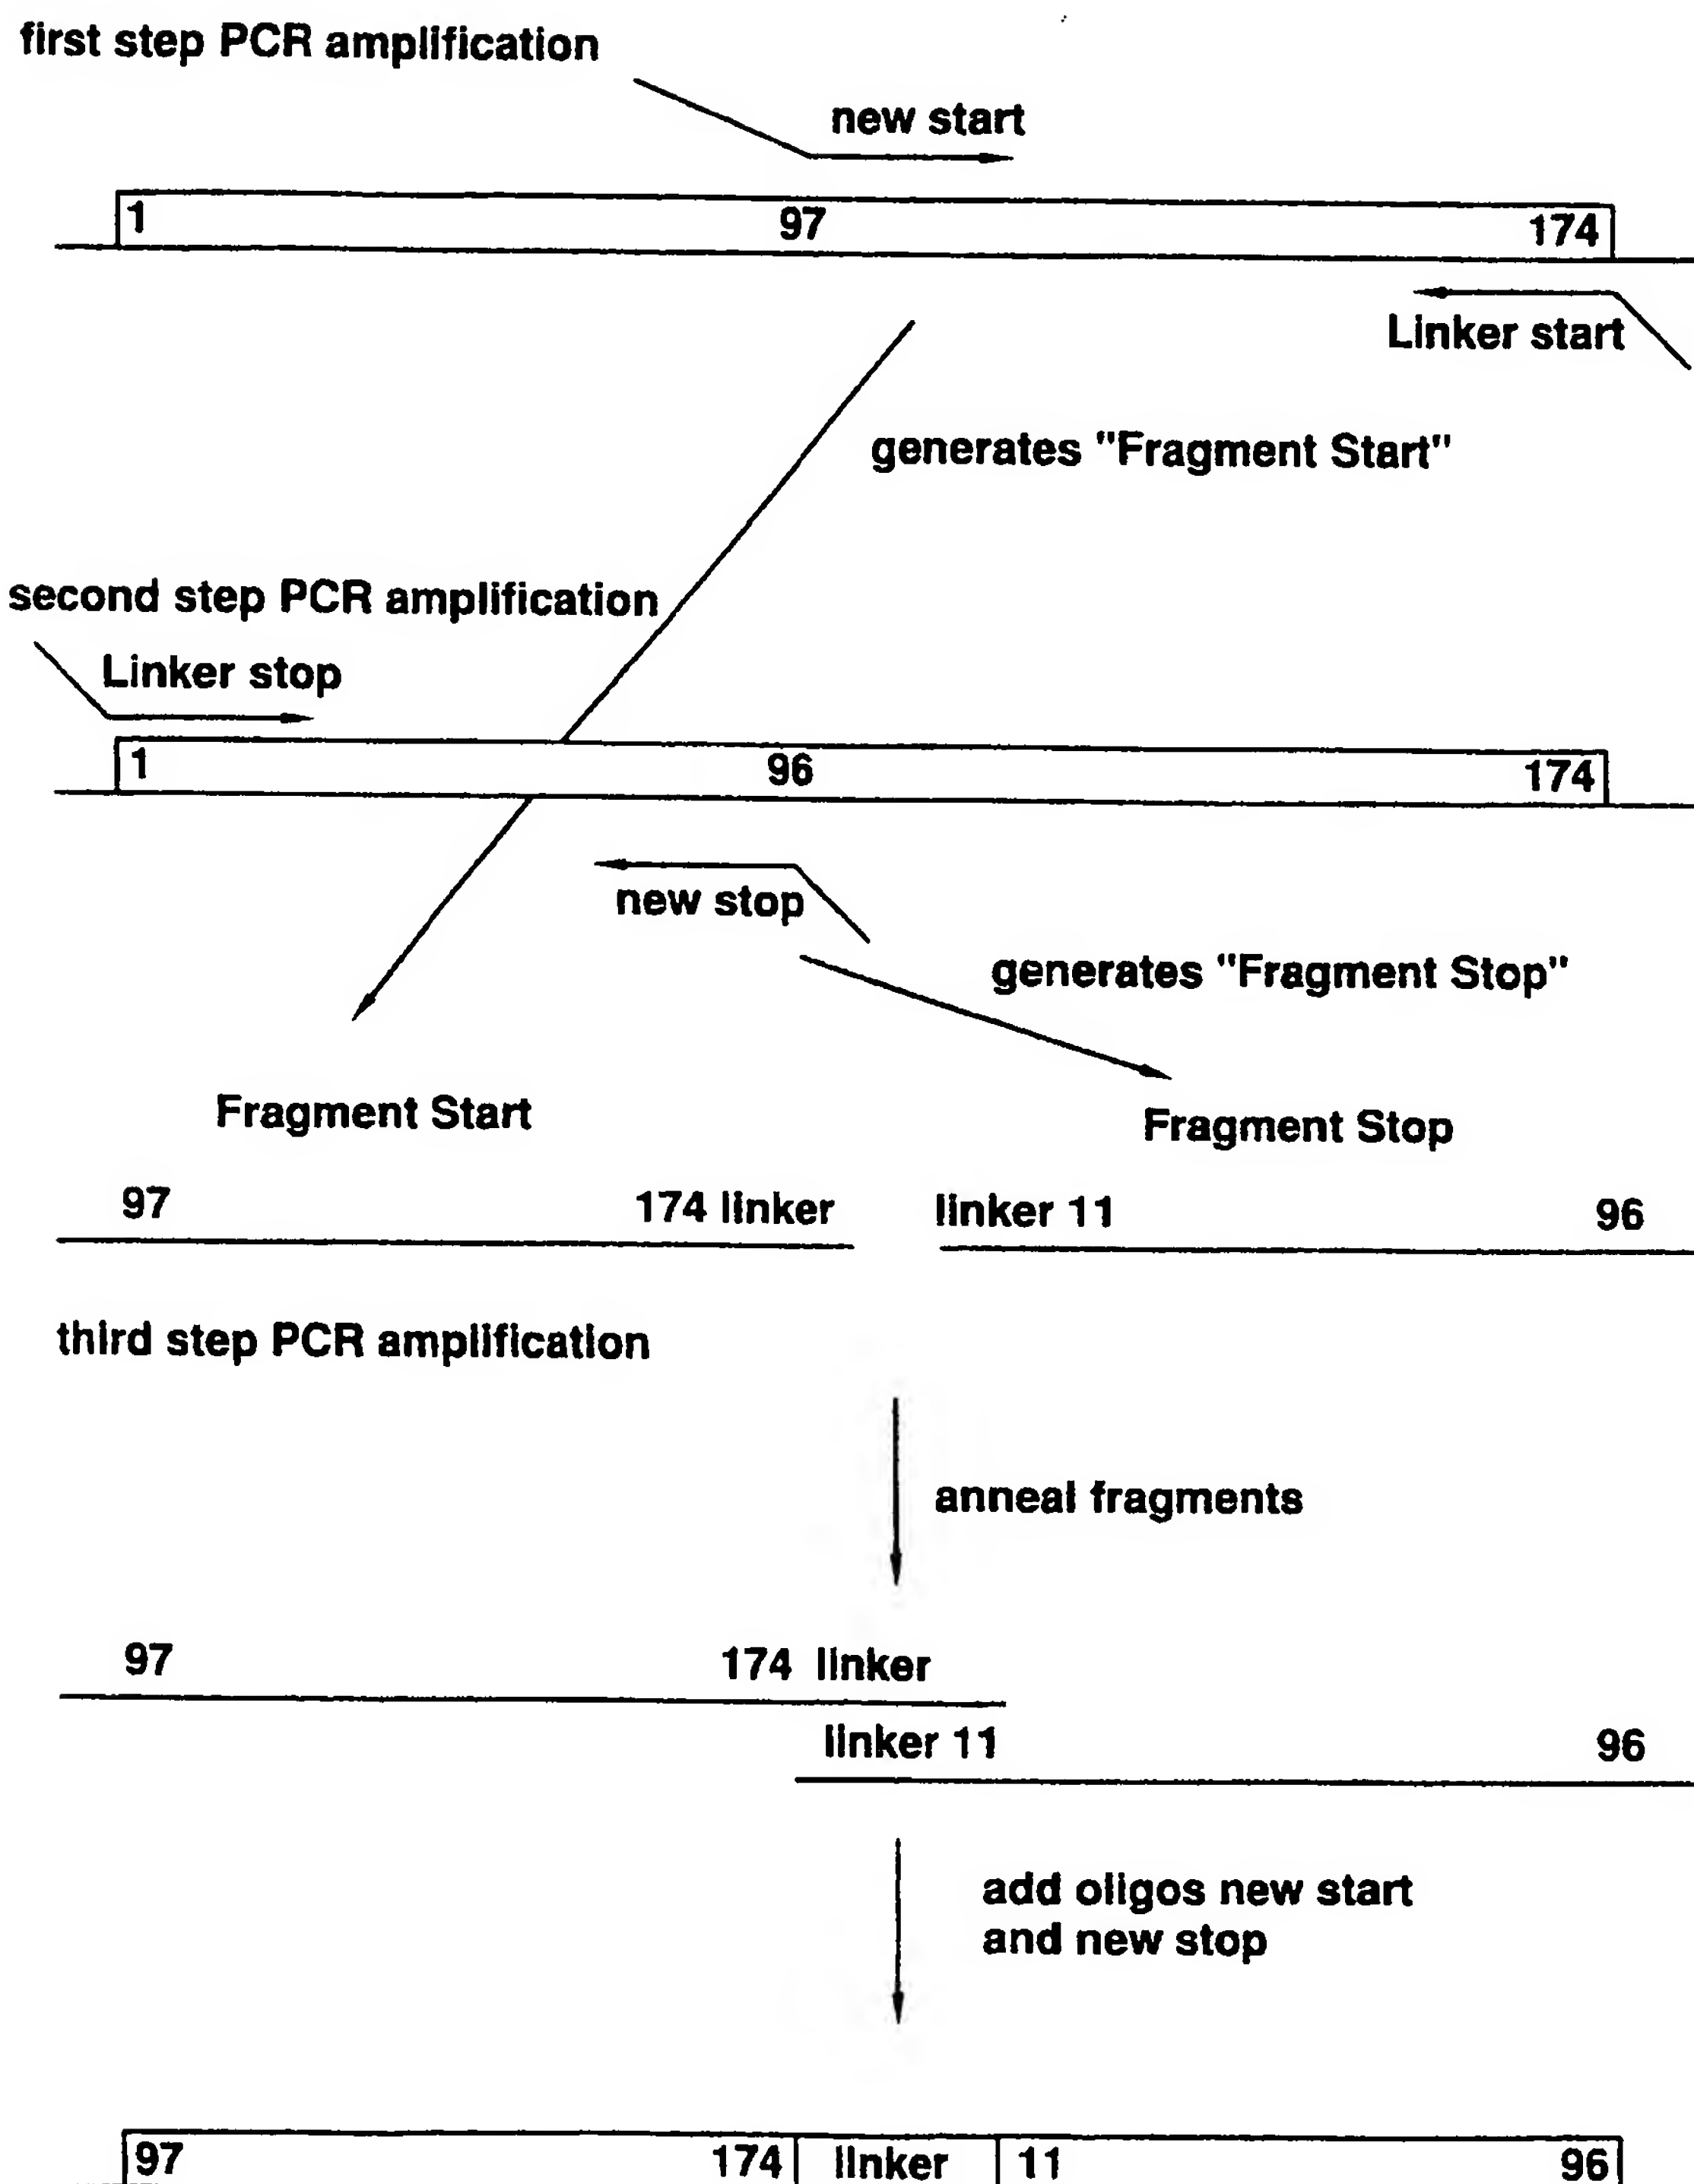 first step PCR amplification
new start
1 97 174
Linker start
generates "Fragment Start"
second step PCR amplification
Linker stop
1 96 174
new stop
generates "Fragment Stop"
Fragment Start
Fragment Stop
97 174 linker linker 11 96
third step PCR amplification
anneal fragments
97 174 linker
linker 11 96
add oligos new start
and new stop
97 174 linker 11 96